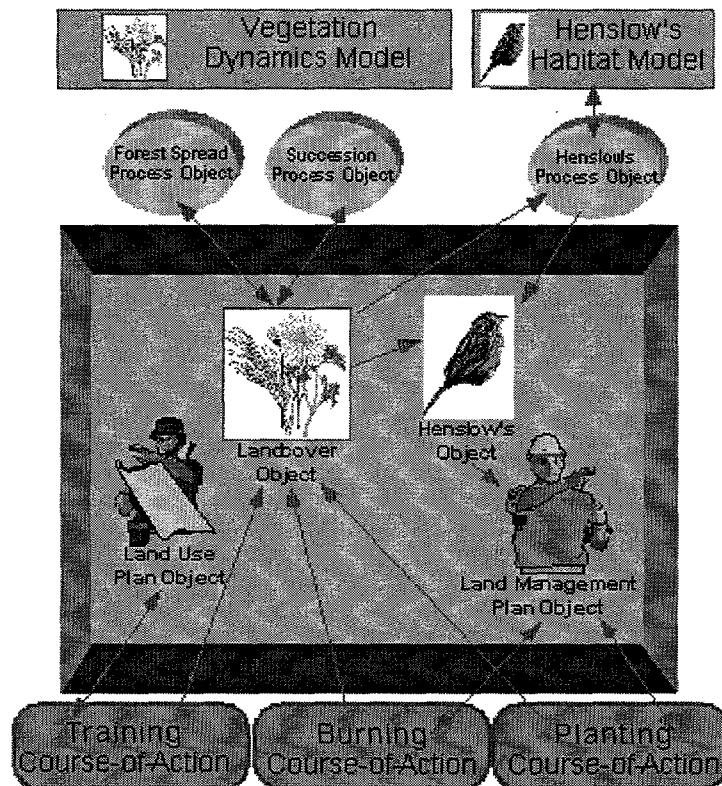 Vegetation
Dynamics Model
Henslow's
Habitat Model
Forest Spread
Process Object
Succession
Process Object
Henslow's
Process Object
Landcover
Object
Henslow's
Object
Land Use
Plan Object
Land Management
Plan Object
Training
Course-of-Action
Burning
Course-of-Action
Planting
Course-of-Action